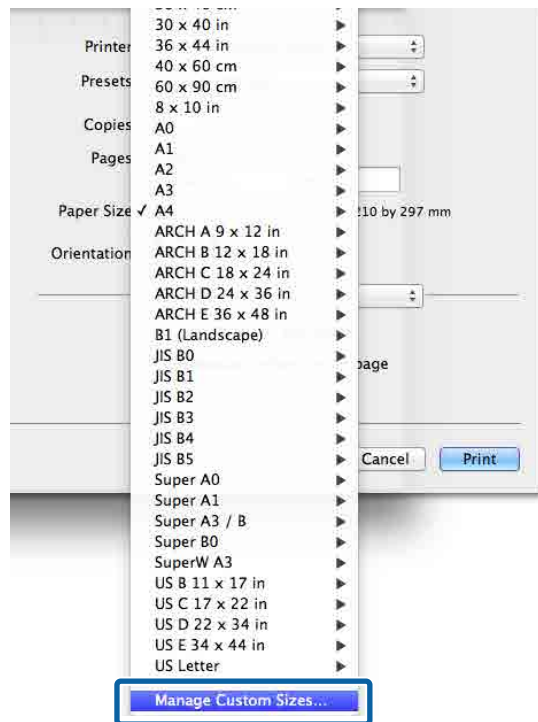 30 x 40 in
Printer
36 x 44 in
40 x 60 cm
Presets
60 x 90 cm
8 x 10 in
Copies
A0
A1
Pages
A2
A3
Paper Size ✓ A4 210 by 297 mm
ARCH A 9 x 12 in
Orientation
ARCH B 12 x 18 in
ARCH C 18 x 24 in
ARCH D 24 x 36 in
ARCH E 36 x 48 in
B1 (Landscape)
JIS B0
page
JIS B1
JIS B2
JIS B3
JIS B4
JIS B5 Cancel Print
Super A0
Super A1
Super A3 / B
Super B0
SuperW A3
US B 11 x 17 in
US C 17 x 22 in
US D 22 x 34 in
US E 34 x 44 in
US Letter
Manage Custom Sizes...